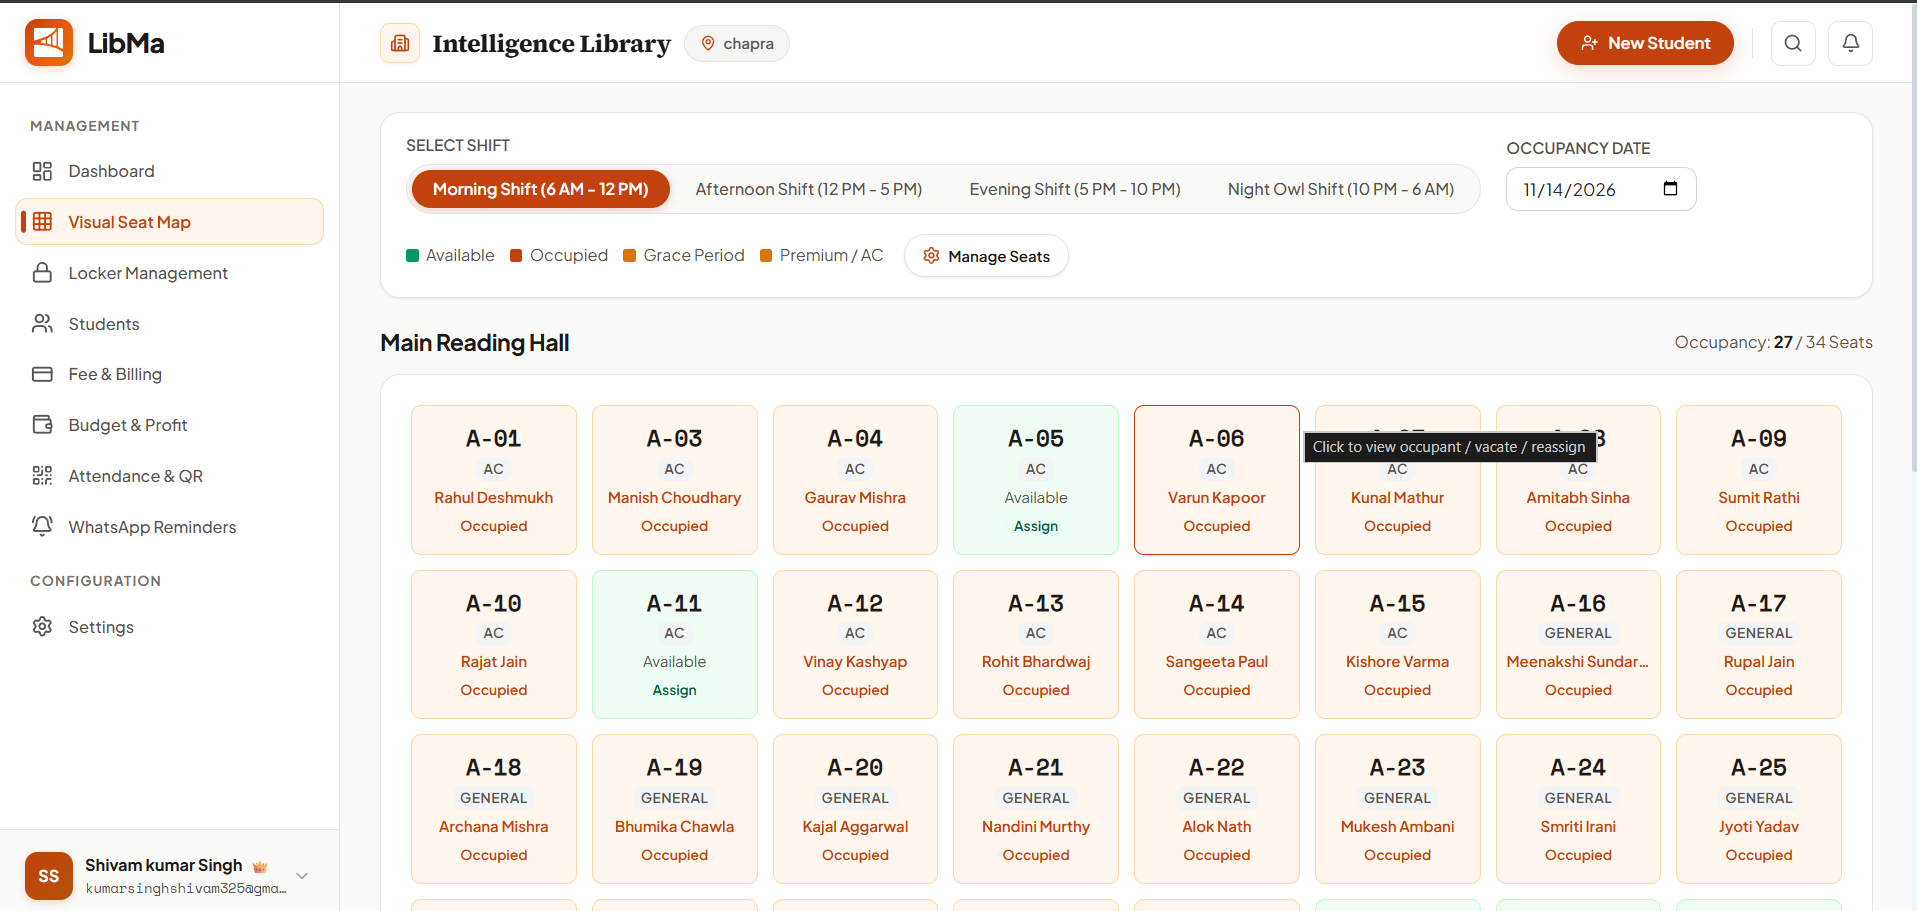 LibMa
Intelligence Library
chapra
New Student
MANAGEMENT
Dashboard
Visual Seat Map
Locker Management
Students
Fee & Billing
Budget & Profit
Attendance & QR
WhatsApp Reminders
CONFIGURATION
Settings
SS
Shivam kumar Singh
kumarsinghshivam325@gma…
SELECT SHIFT
Morning Shift (6 AM - 12 PM)
Afternoon Shift (12 PM - 5 PM)
Evening Shift (5 PM - 10 PM)
Night Owl Shift (10 PM - 6 AM)
OCCUPANCY DATE
11/14/2026
Available
Occupied
Grace Period
Premium / AC
Manage Seats
Main Reading Hall
Occupancy: 27 / 34 Seats
A-01
AC
Rahul Deshmukh
Occupied
A-03
AC
Manish Choudhary
Occupied
A-04
AC
Gaurav Mishra
Occupied
A-05
AC
Available
Assign
A-06
AC
Varun Kapoor
Occupied
Click to view occupant / vacate / reassign
AC
Kunal Mathur
Occupied
AC
Amitabh Sinha
Occupied
A-09
AC
Sumit Rathi
Occupied
A-10
AC
Rajat Jain
Occupied
A-11
AC
Available
Assign
A-12
AC
Vinay Kashyap
Occupied
A-13
AC
Rohit Bhardwaj
Occupied
A-14
AC
Sangeeta Paul
Occupied
A-15
AC
Kishore Varma
Occupied
A-16
GENERAL
Meenakshi Sundar…
Occupied
A-17
GENERAL
Rupal Jain
Occupied
A-18
GENERAL
Archana Mishra
Occupied
A-19
GENERAL
Bhumika Chawla
Occupied
A-20
GENERAL
Kajal Aggarwal
Occupied
A-21
GENERAL
Nandini Murthy
Occupied
A-22
GENERAL
Alok Nath
Occupied
A-23
GENERAL
Mukesh Ambani
Occupied
A-24
GENERAL
Smriti Irani
Occupied
A-25
GENERAL
Jyoti Yadav
Occupied